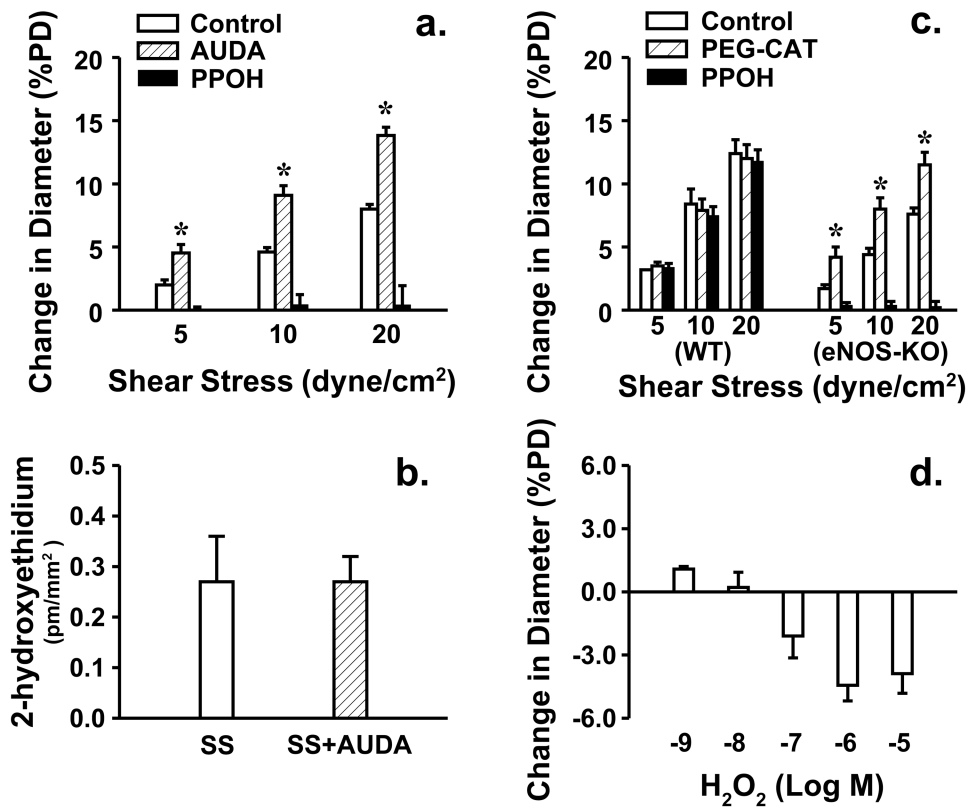 a.
Control
AUDA
PPOH
Change in Diameter (%PD)
20
15
10
5
0
*
*
*
5 10 20
Shear Stress (dyne/cm²)
c.
Control
PEG-CAT
PPOH
Change in Diameter (%PD)
20
15
10
5
0
*
*
*
5 10 20 5 10 20
(WT) (eNOS-KO)
Shear Stress (dyne/cm²)
b.
2-hydroxyethidium
(pm/mm²)
0.5
0.4
0.3
0.2
0.1
0.0
SS SS+AUDA
d.
Change in Diameter (%PD)
6.0
3.0
0.0
-3.0
-6.0
-9 -8 -7 -6 -5
H₂O₂ (Log M)